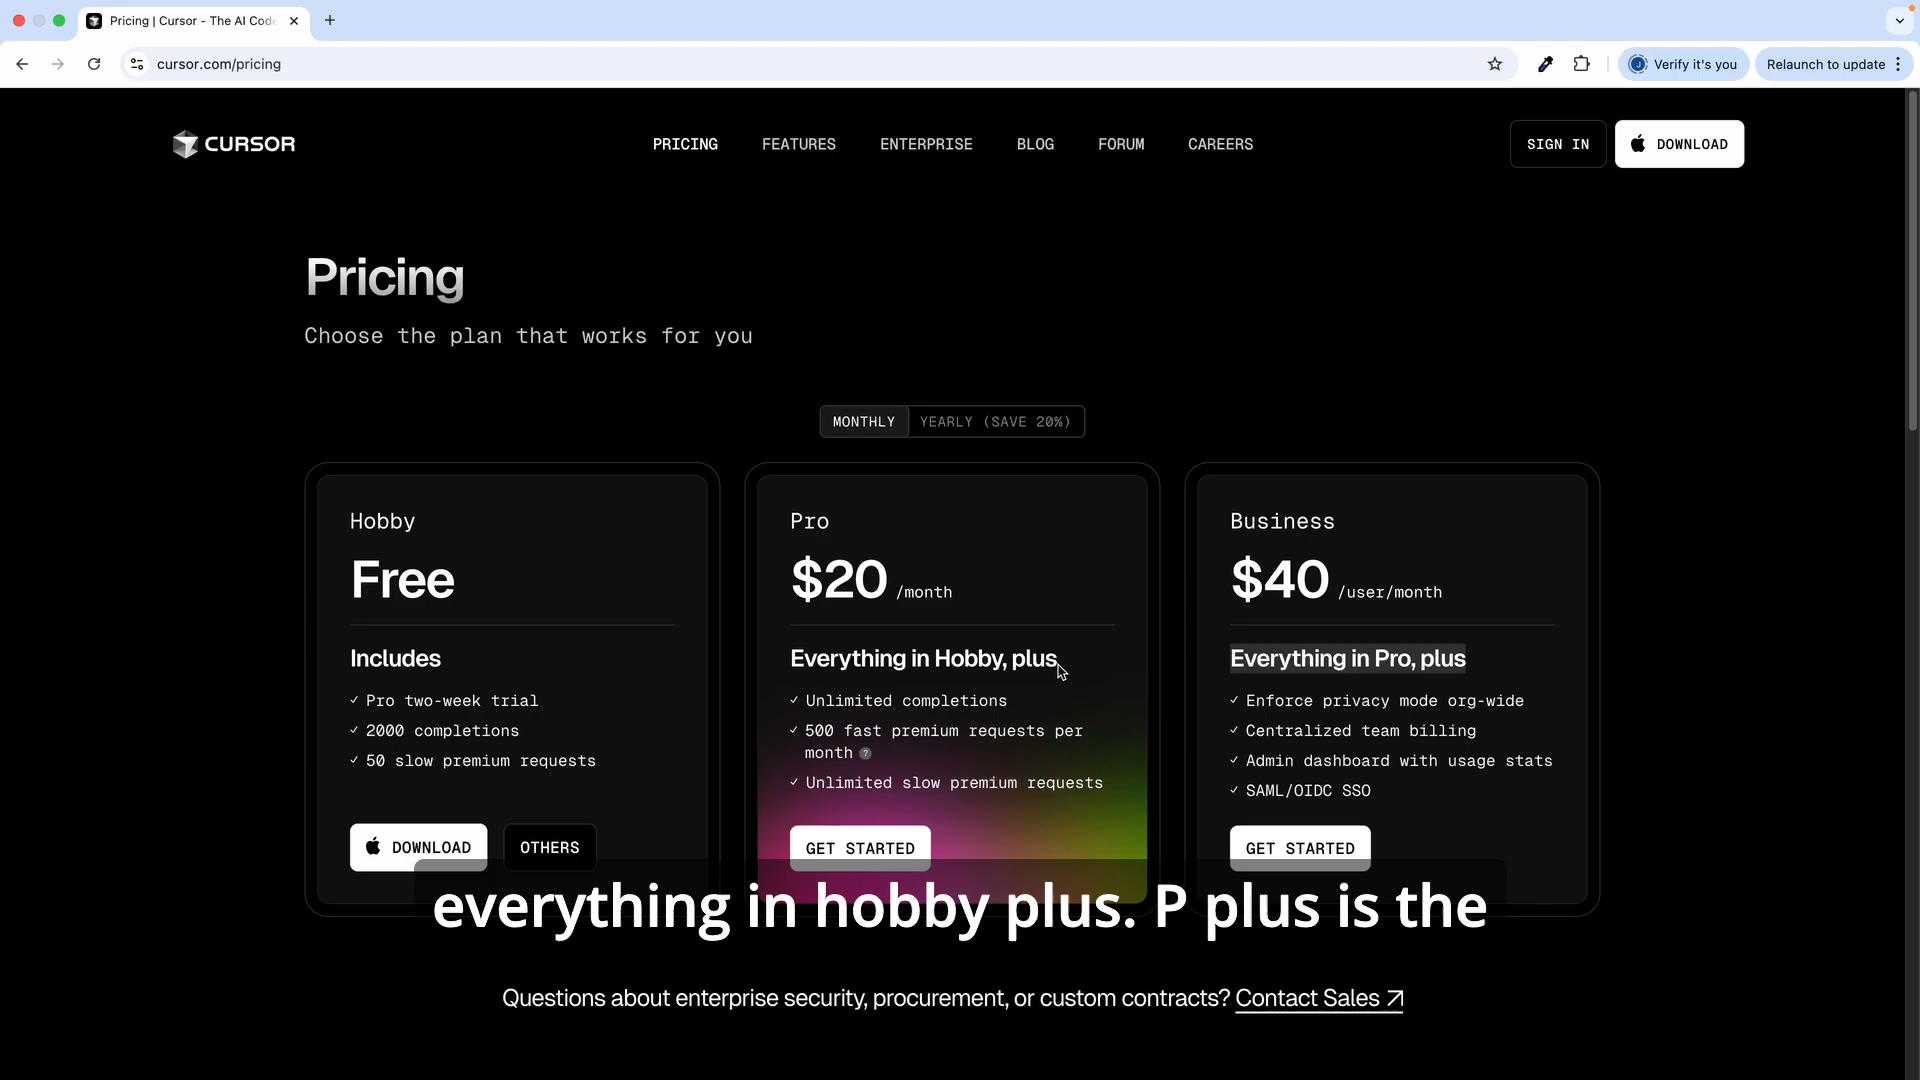 Pricing | Cursor - The AI Code
cursor.com/pricing
Verify it's you
Relaunch to update
CURSOR
PRICING
FEATURES
ENTERPRISE
BLOG
FORUM
CAREERS
SIGN IN
DOWNLOAD
Pricing
Choose the plan that works for you
MONTHLY
YEARLY (SAVE 20%)
Hobby
Free
Includes
✓ Pro two-week trial
✓ 2000 completions
✓ 50 slow premium requests
DOWNLOAD
OTHERS
Pro
$20 /month
Everything in Hobby, plus
✓ Unlimited completions
✓ 500 fast premium requests per
month ?
✓ Unlimited slow premium requests
GET STARTED
Business
$40 /user/month
Everything in Pro, plus
✓ Enforce privacy mode org-wide
✓ Centralized team billing
✓ Admin dashboard with usage stats
✓ SAML/OIDC SSO
GET STARTED
everything in hobby plus. P plus is the
Questions about enterprise security, procurement, or custom contracts? Contact Sales ↗